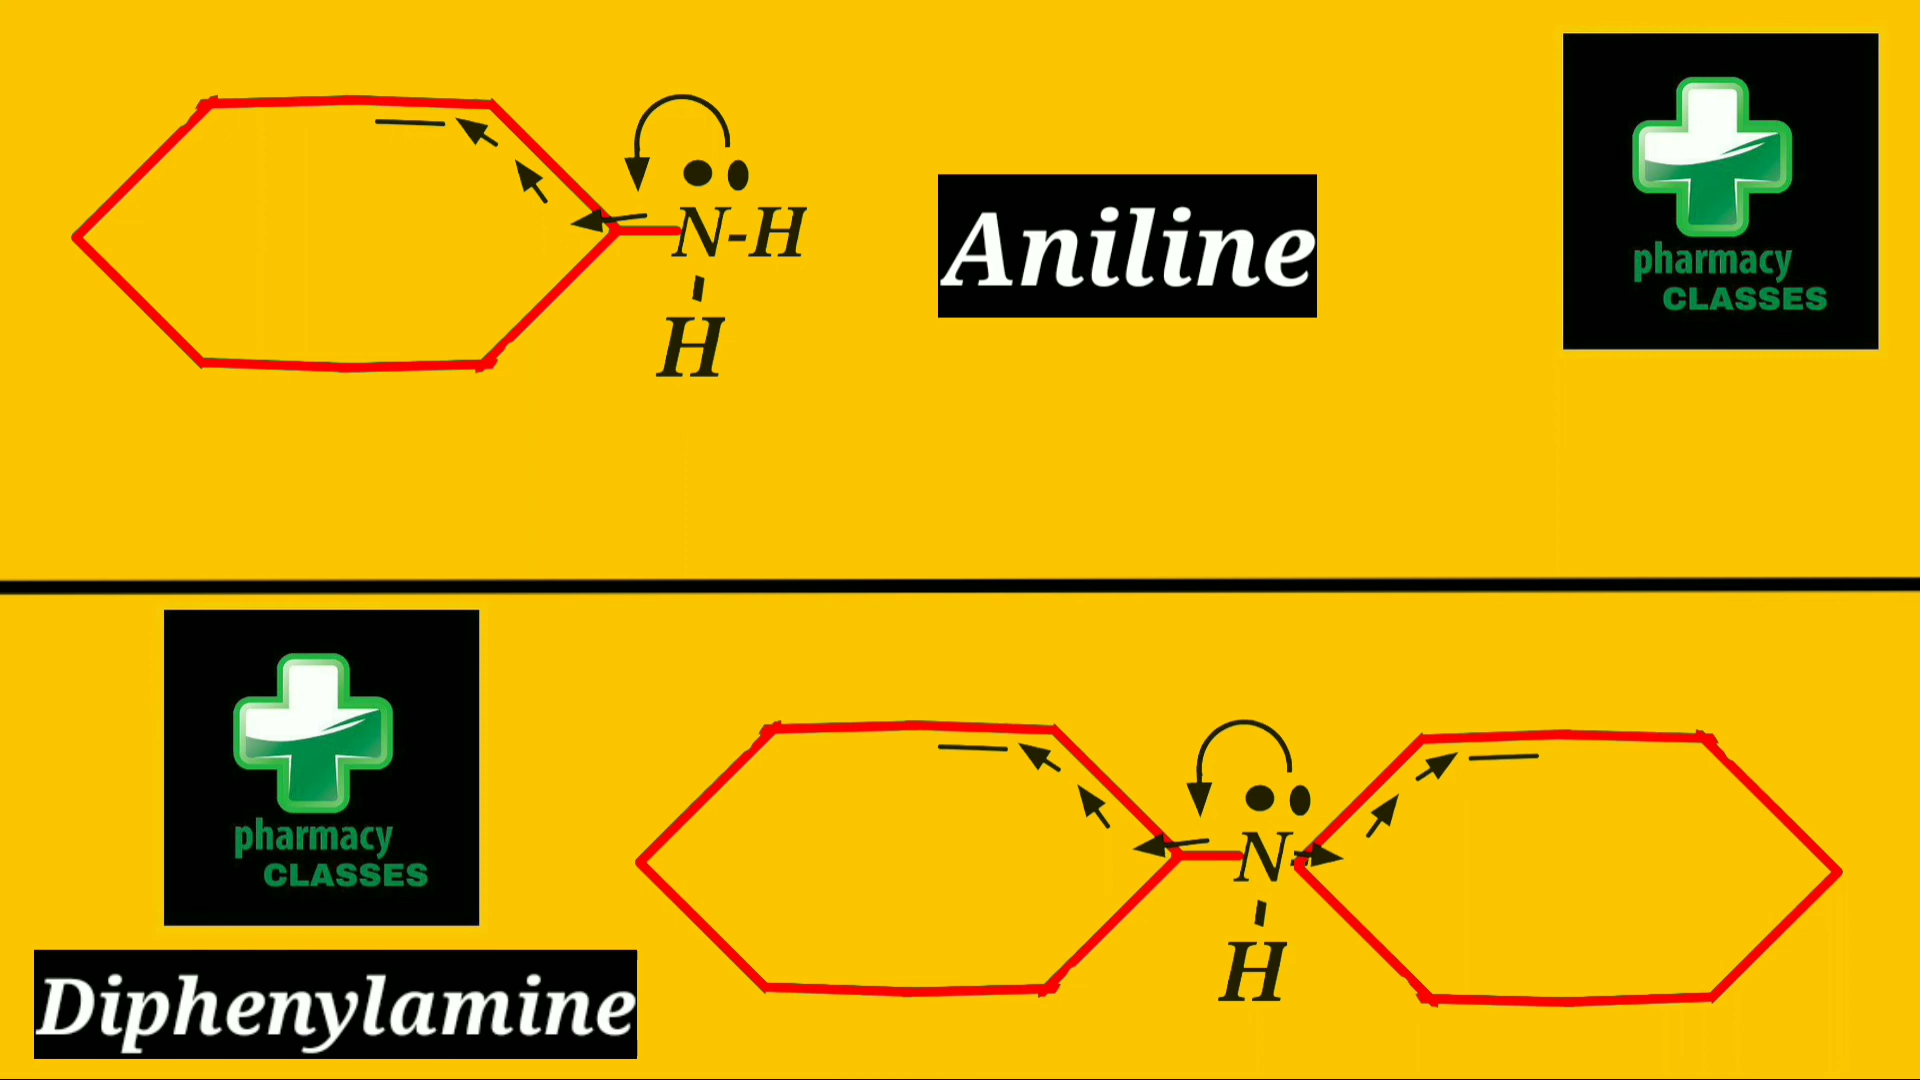 N-H
H
Aniline
pharmacy
CLASSES
pharmacy
CLASSES
Diphenylamine
N-
H